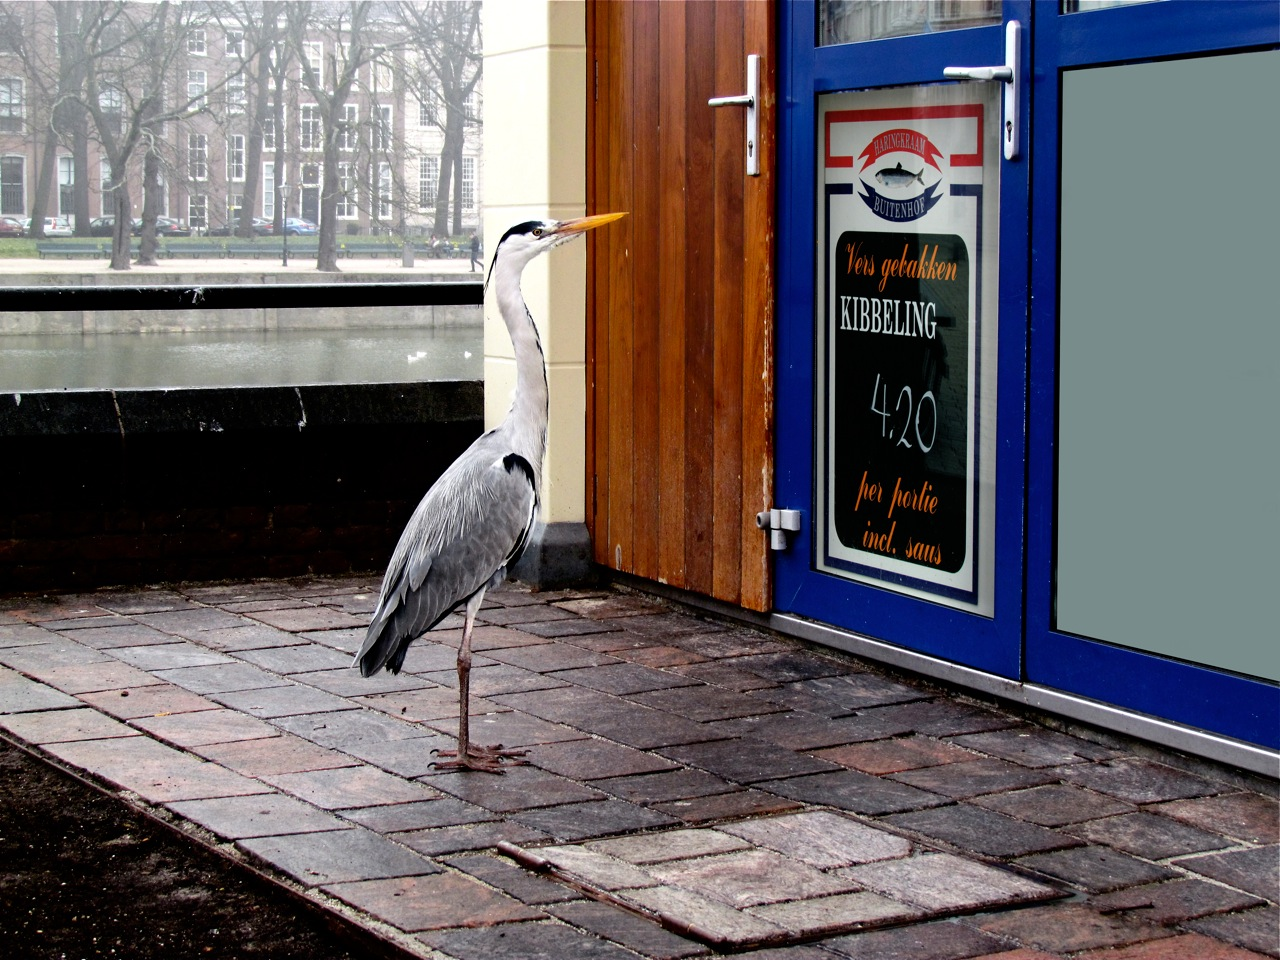 HARINGKRAAM
BUITENHOF
Vers gebakken
KIBBELING
4.20
per portie
incl. saus